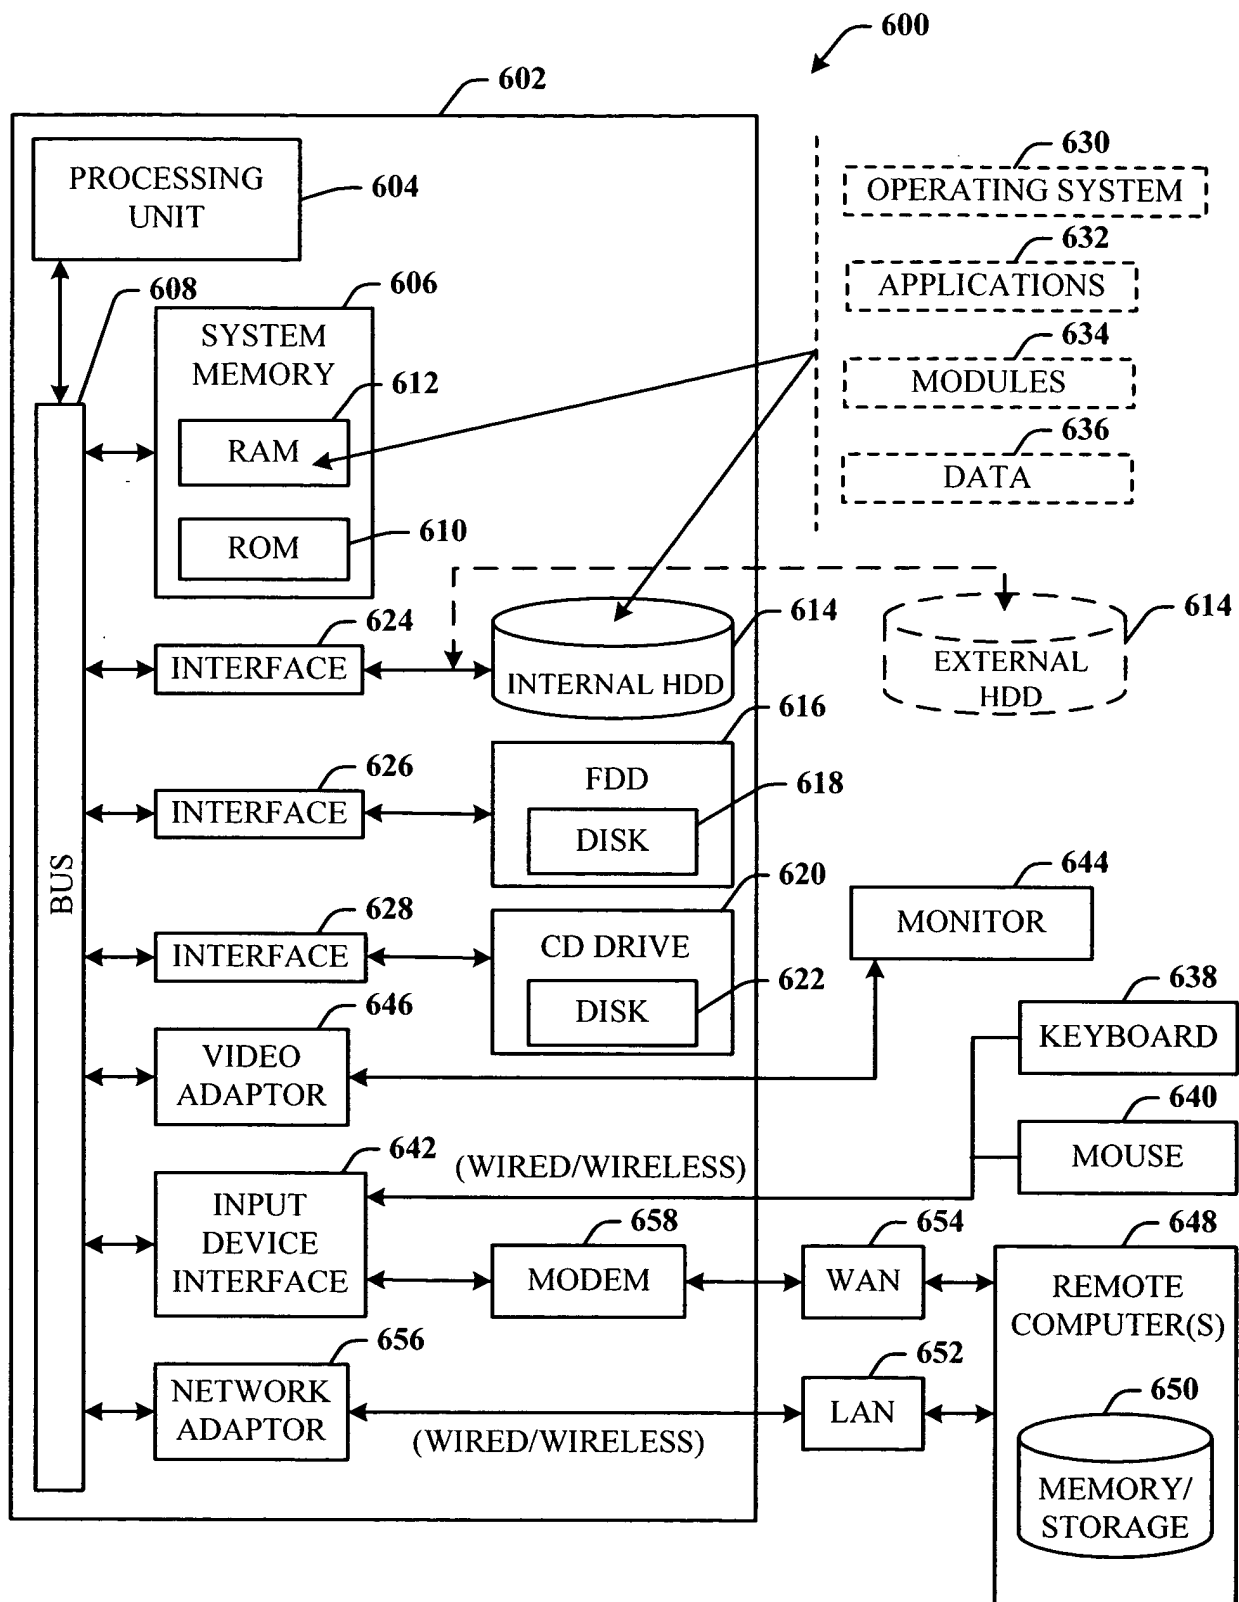 600
602
PROCESSING
UNIT
604
630
OPERATING SYSTEM
632
APPLICATIONS
634
MODULES
636
DATA
608
606
SYSTEM
MEMORY
612
RAM
610
ROM
BUS
624
INTERFACE
614
INTERNAL HDD
614
EXTERNAL
HDD
626
INTERFACE
616
FDD
618
DISK
628
INTERFACE
620
CD DRIVE
622
DISK
644
MONITOR
646
VIDEO
ADAPTOR
638
KEYBOARD
640
MOUSE
642
INPUT
DEVICE
INTERFACE
(WIRED/WIRELESS)
658
MODEM
654
WAN
648
REMOTE
COMPUTER(S)
656
NETWORK
ADAPTOR
(WIRED/WIRELESS)
652
LAN
650
MEMORY/
STORAGE